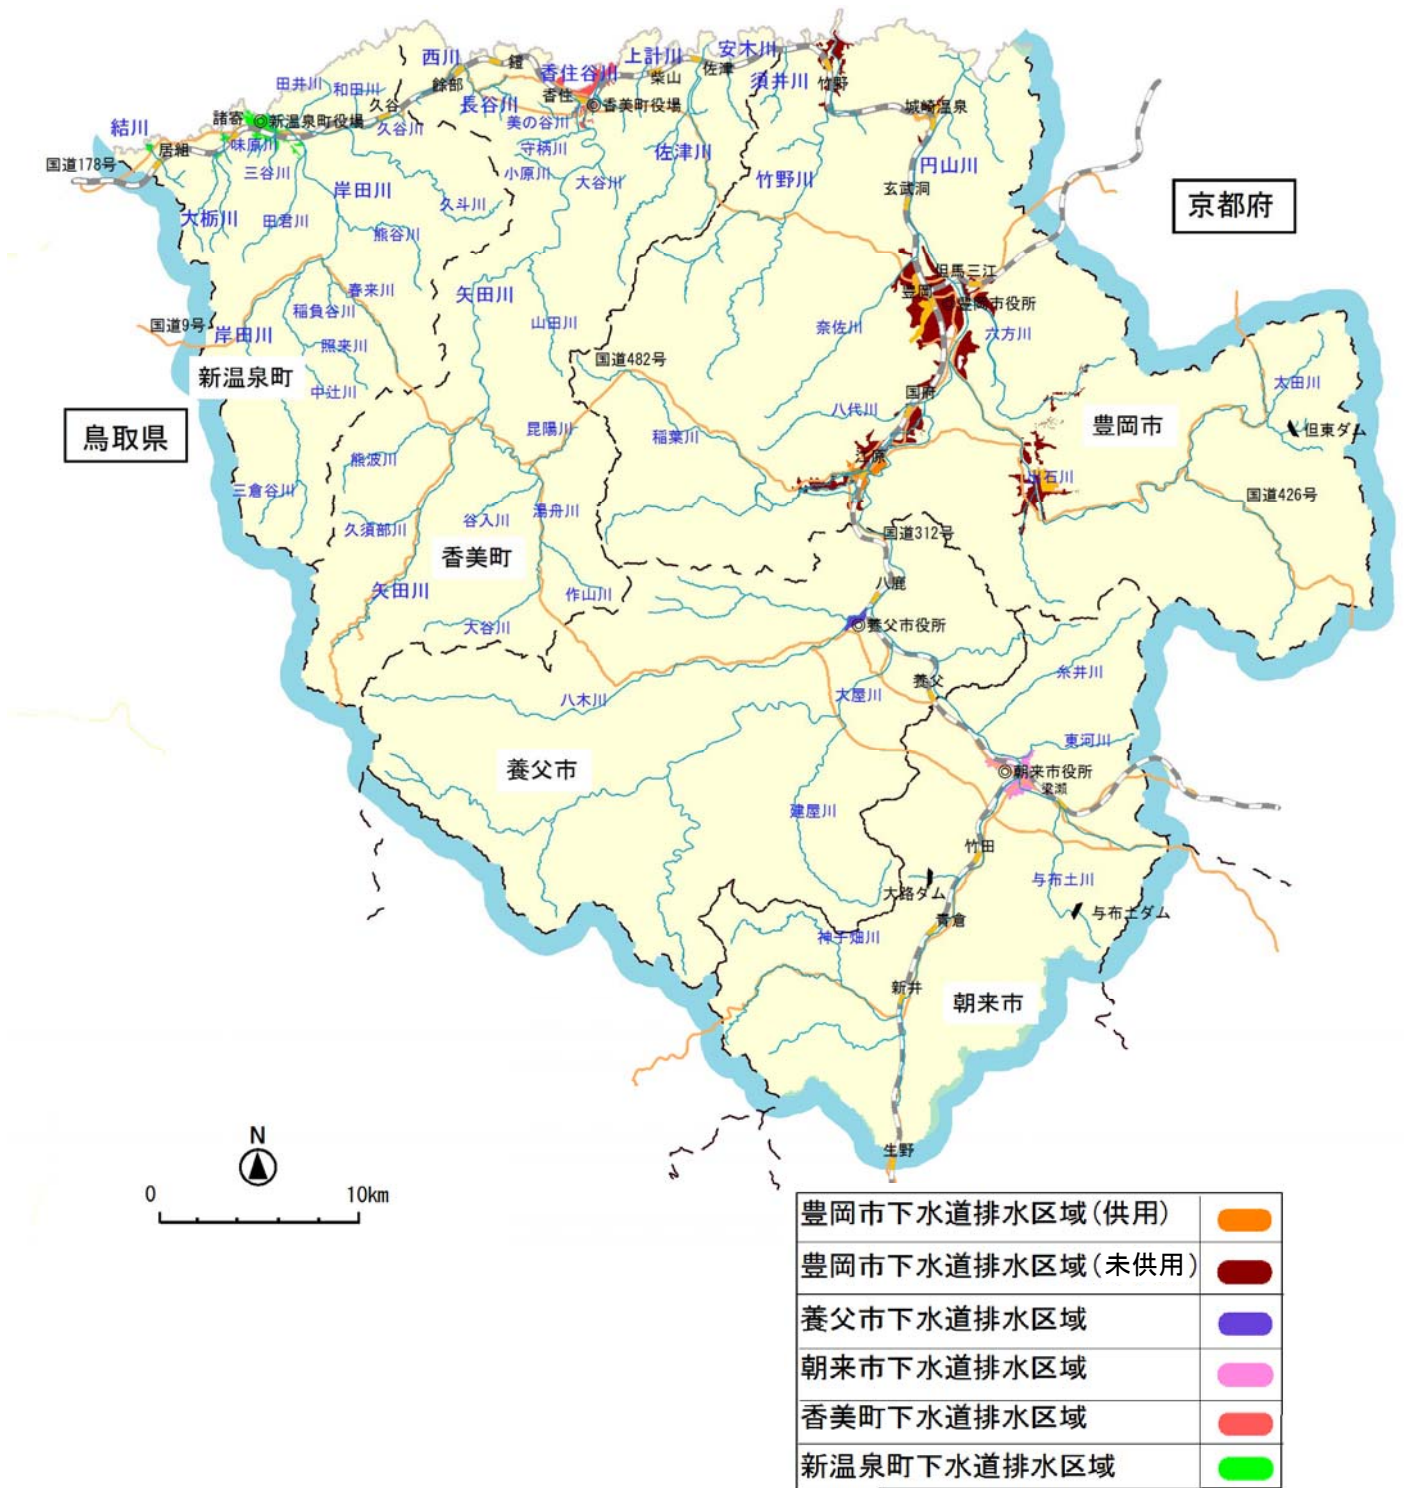 西川
鎧
上計川
安木川
田井川
和田川
餘部
香住谷川
柴山
佐津
須井川
竹野
久谷
長谷川
香住
◎香美町役場
城崎温泉
結川
諸寄
◎新温泉町役場
久谷川
美の谷川
居組
味原川
守柄川
佐津川
国道178号
三谷川
小原川
大谷川
竹野川
円山川
岸田川
玄武洞
京都府
大栃川
田君川
久斗川
熊谷川
但馬三江
春来川
矢田川
豊岡
◎豊岡市役所
国道9号
稲負谷川
山田川
奈佐川
六方川
岸田川
照来川
国道482号
新温泉町
中辻川
国府
太田川
八代川
鳥取県
昆陽川
稲葉川
豊岡市
但東ダム
熊波川
江原
出石川
三倉谷川
国道426号
久須部川
谷入川
湯舟川
国道312号
香美町
矢田川
作山川
八鹿
大谷川
◎養父市役所
八木川
大屋川
養父
糸井川
東河川
養父市
◎朝来市役所
梁瀬
建屋川
竹田
与布土川
大路ダム
与布土ダム
青倉
神子畑川
新井
朝来市
生野
N
0
10km
豊岡市下水道排水区域(供用)
豊岡市下水道排水区域(未供用)
養父市下水道排水区域
朝来市下水道排水区域
香美町下水道排水区域
新温泉町下水道排水区域